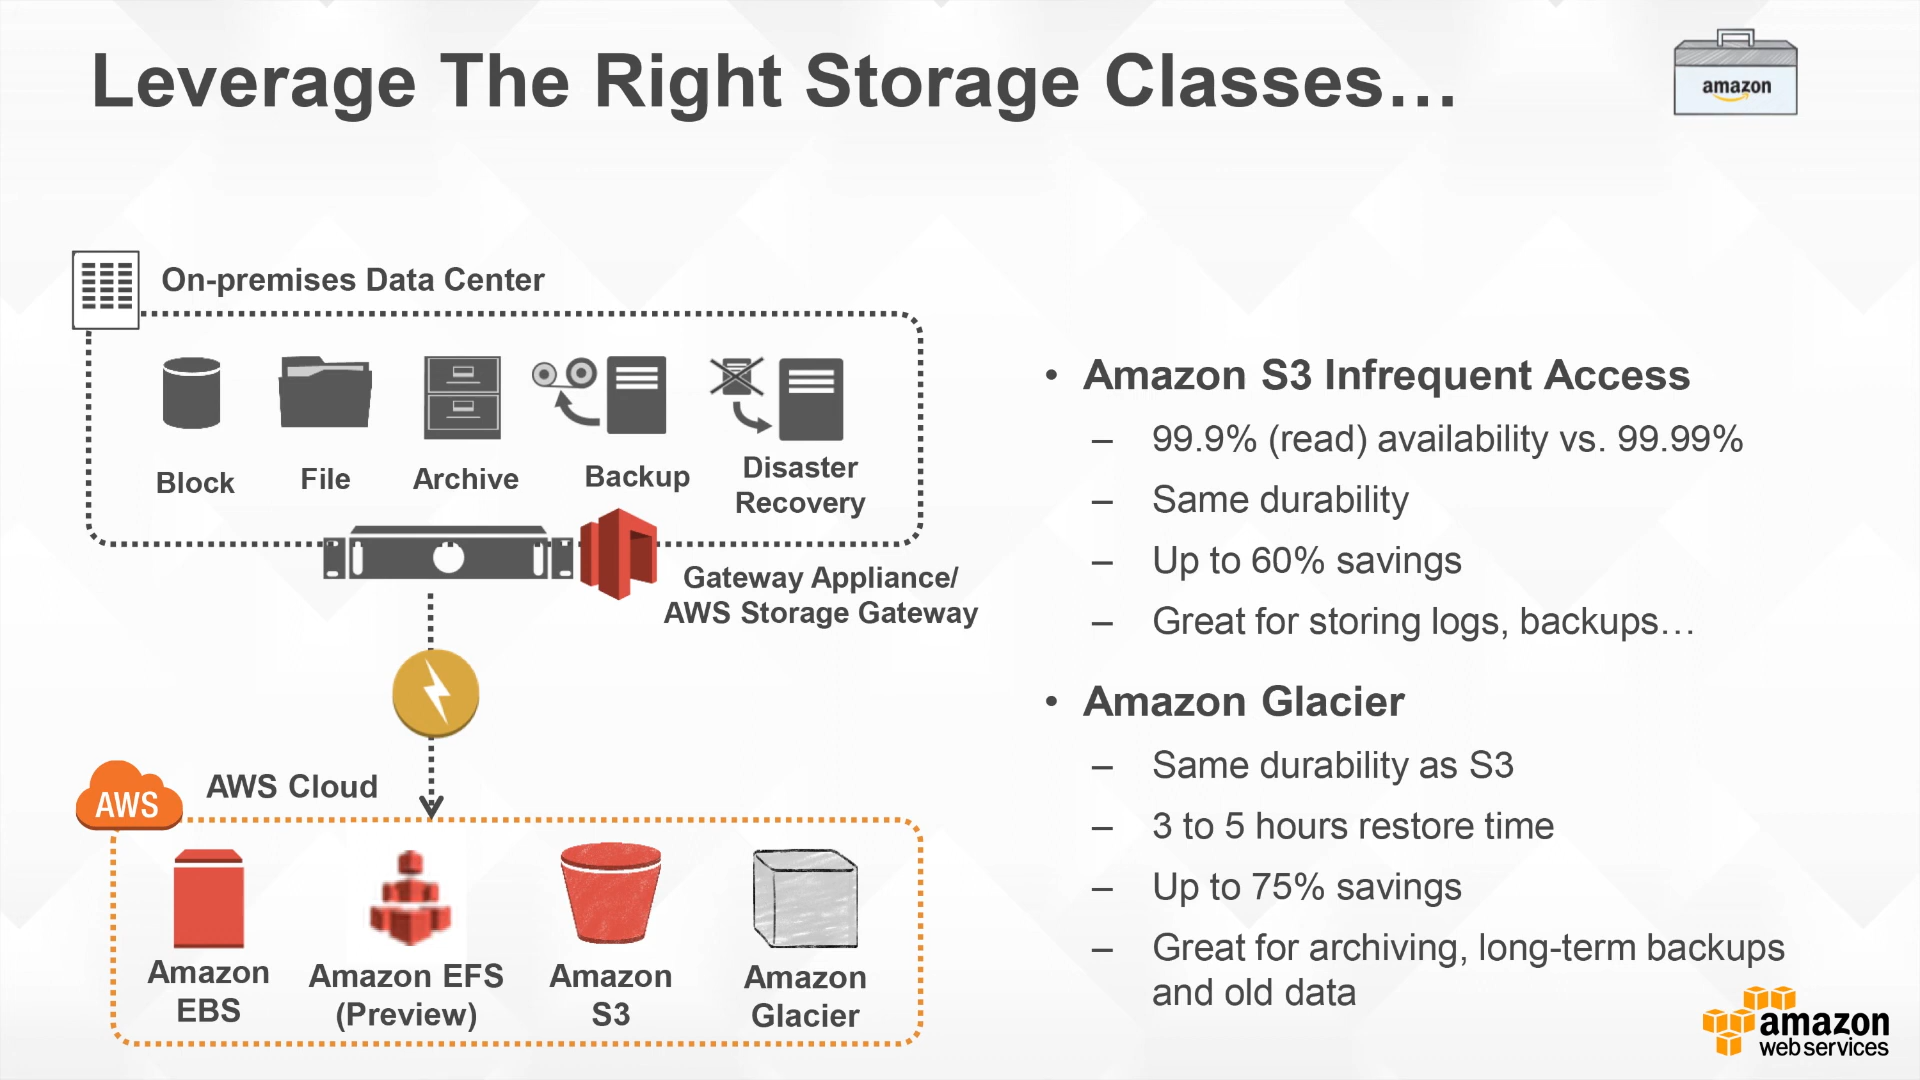 Leverage The Right Storage Classes…
amazon
On-premises Data Center
Block
File
Archive
Backup
Disaster
Recovery
Gateway Appliance/
AWS Storage Gateway
AWS
AWS Cloud
Amazon
EBS
Amazon EFS
(Preview)
Amazon
S3
Amazon
Glacier
• Amazon S3 Infrequent Access
– 99.9% (read) availability vs. 99.99%
– Same durability
– Up to 60% savings
– Great for storing logs, backups…
• Amazon Glacier
– Same durability as S3
– 3 to 5 hours restore time
– Up to 75% savings
– Great for archiving, long-term backups
and old data
amazon
web services